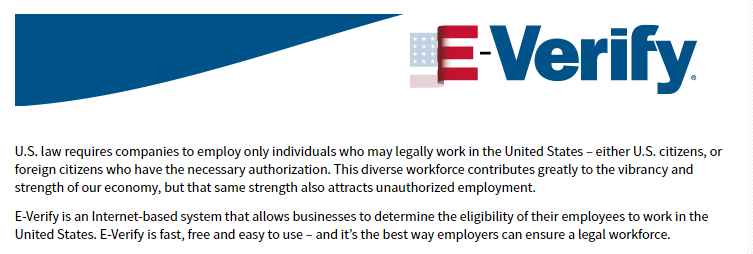 E-Verify®
U.S. law requires companies to employ only individuals who may legally work in the United States – either U.S. citizens, or
foreign citizens who have the necessary authorization. This diverse workforce contributes greatly to the vibrancy and
strength of our economy, but that same strength also attracts unauthorized employment.
E-Verify is an Internet-based system that allows businesses to determine the eligibility of their employees to work in the
United States. E-Verify is fast, free and easy to use – and it’s the best way employers can ensure a legal workforce.